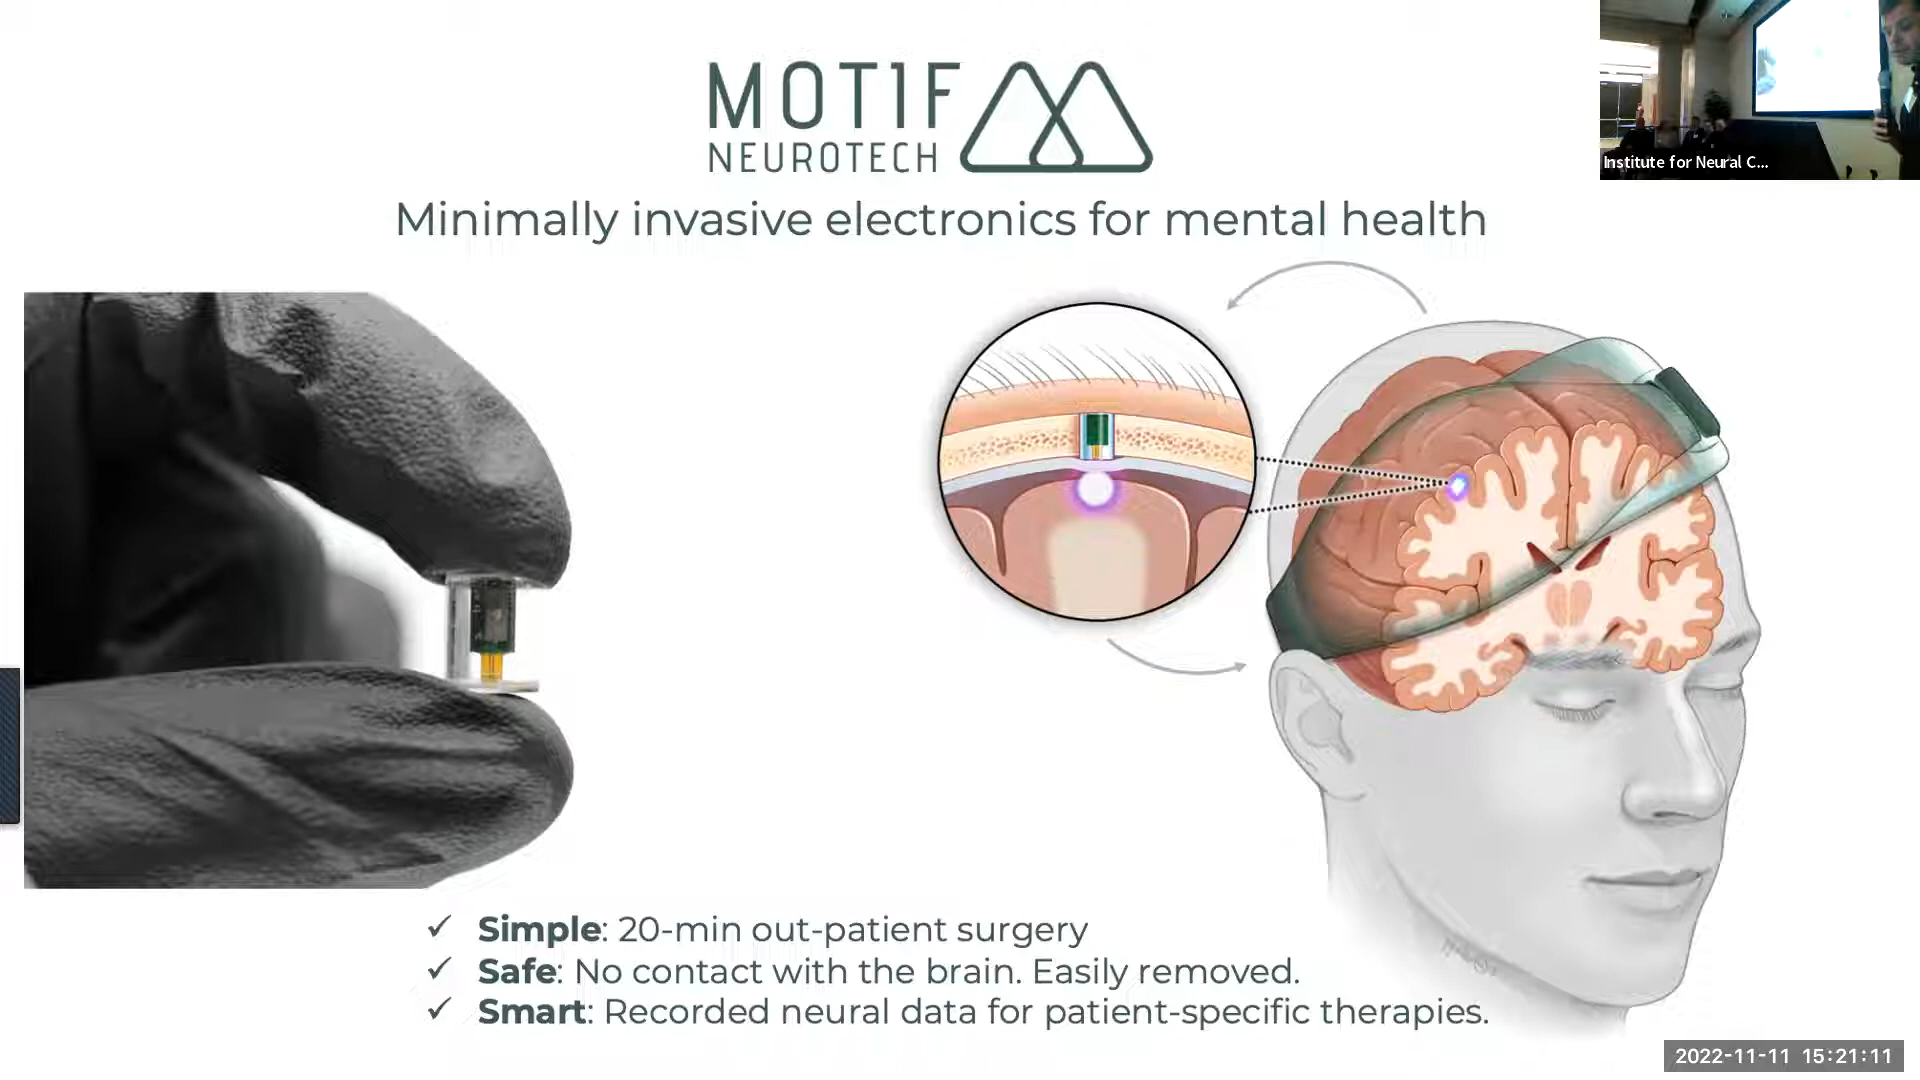 MOTIF
NEUROTECH
Institute for Neural C...
Minimally invasive electronics for mental health
✓ Simple: 20-min out-patient surgery
✓ Safe: No contact with the brain. Easily removed.
✓ Smart: Recorded neural data for patient-specific therapies.
2022-11-11 15:21:11